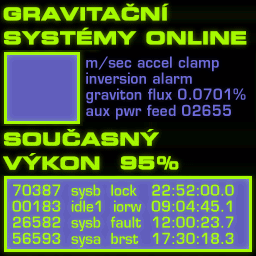 GRAVITAČNÍ
SYSTÉMY ONLINE
m/sec accel clamp
inversion alarm
graviton flux 0.0701%
aux pwr feed 02655
SOUČASNÝ
VÝKON 95%
70387 sysb lock 22:52:00.0
00183 idle1 iorw 09:04:45.1
26582 sysb fault 12:00:23.7
56593 sysa brst 17:30:18.3